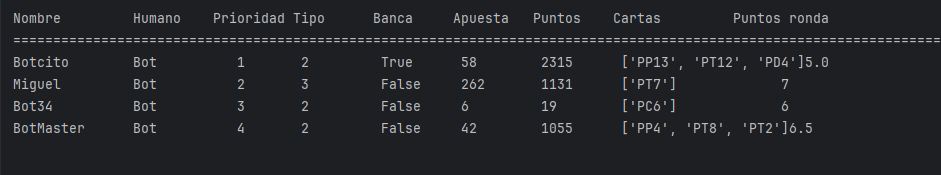 Nombre Humano Prioridad Tipo Banca Apuesta Puntos Cartas Puntos ronda
====================================================================================================================
Botcito Bot 1 2 True 58 2315 ['PP13', 'PT12', 'PD4']5.0
Miguel Bot 2 3 False 262 1131 ['PT7'] 7
Bot34 Bot 3 2 False 6 19 ['PC6'] 6
BotMaster Bot 4 2 False 42 1055 ['PP4', 'PT8', 'PT2']6.5